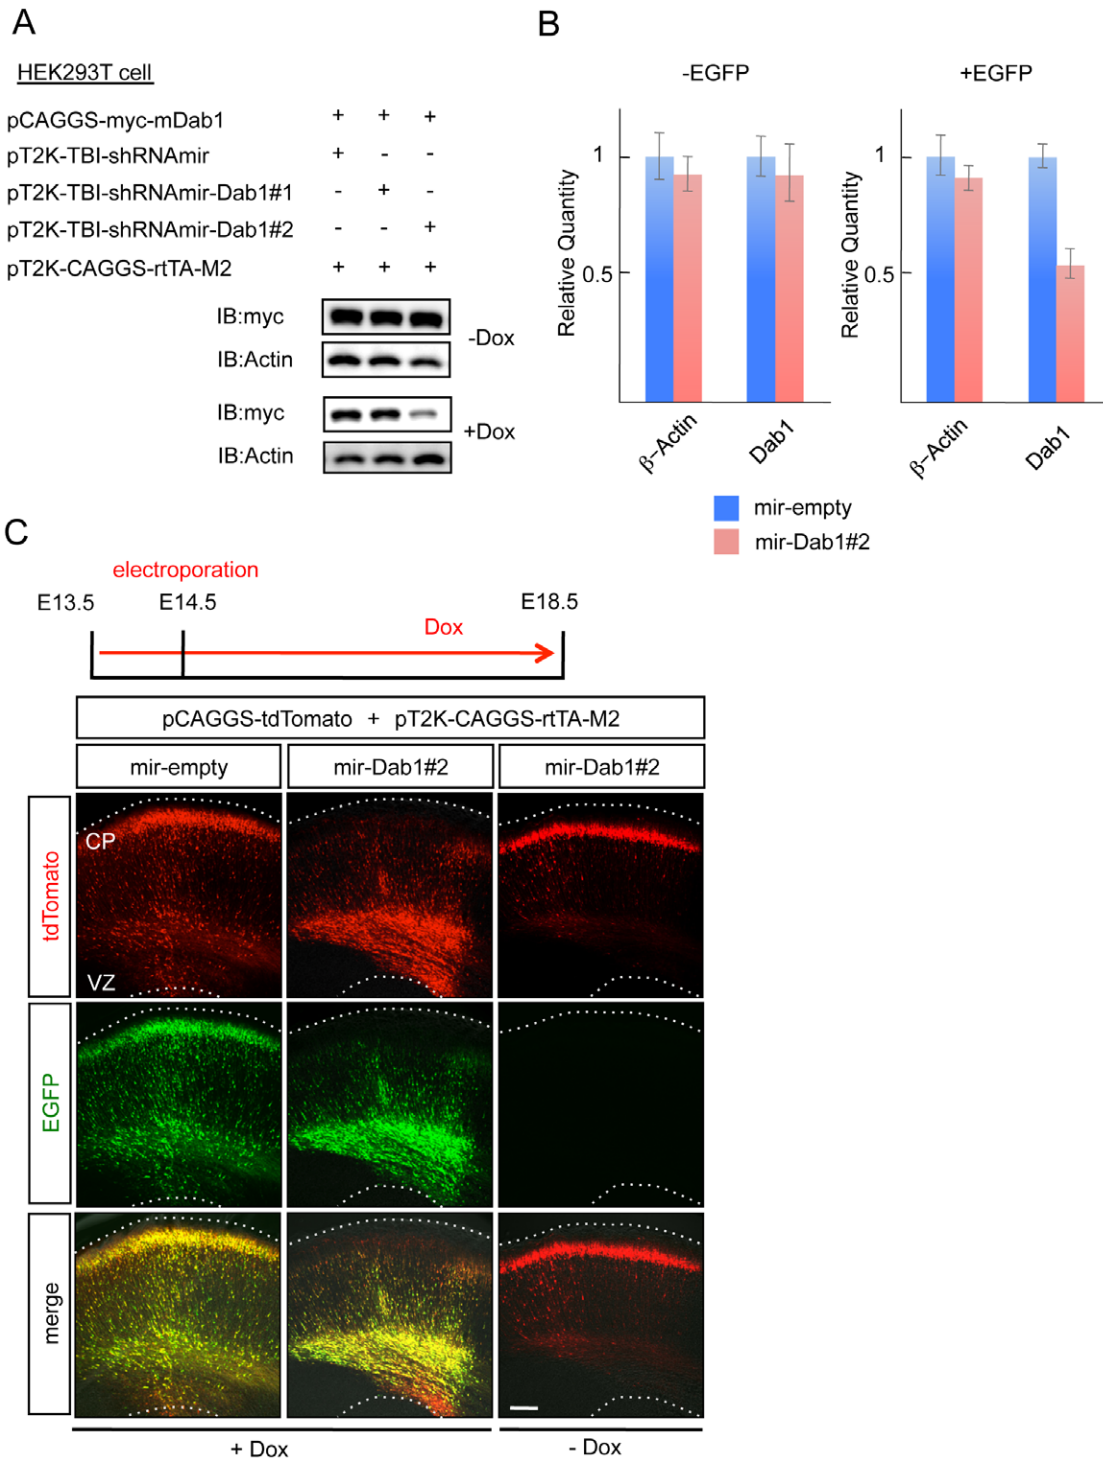 A
HEK293T cell
pCAGGS-myc-mDab1 + + +
pT2K-TBI-shRNAmir + - -
pT2K-TBI-shRNAmir-Dab1#1 - + -
pT2K-TBI-shRNAmir-Dab1#2 - - +
pT2K-CAGGS-rtTA-M2 + + +
IB:myc
IB:Actin
-Dox
IB:myc
IB:Actin
+Dox
B
-EGFP
Relative Quantity
1
0.5
β-Actin
Dab1
+EGFP
Relative Quantity
1
0.5
β-Actin
Dab1
mir-empty
mir-Dab1#2
C
electroporation
E13.5 E14.5 E18.5
Dox
pCAGGS-tdTomato + pT2K-CAGGS-rtTA-M2
mir-empty mir-Dab1#2 mir-Dab1#2
tdTomato
CP
VZ
EGFP
merge
+ Dox - Dox